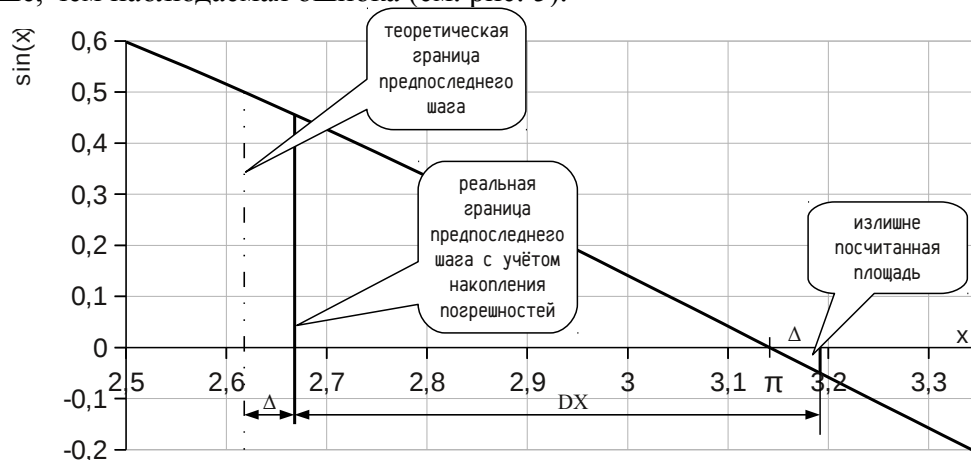 чем наблюдаемая ошибка (см. рис. 3).
sin(x)
0,6
0,5
0,4
0,3
0,2
0,1
0
-0,1
-0,2
теоретическая
граница
предпоследнего
шага
реальная
граница
предпоследнего
шага с учётом
накопления
погрешностей
излишне
посчитанная
площадь
Δ
x
2,5 2,6 2,7 2,8 2,9 3 3,1 π 3,2 3,3
Δ DX